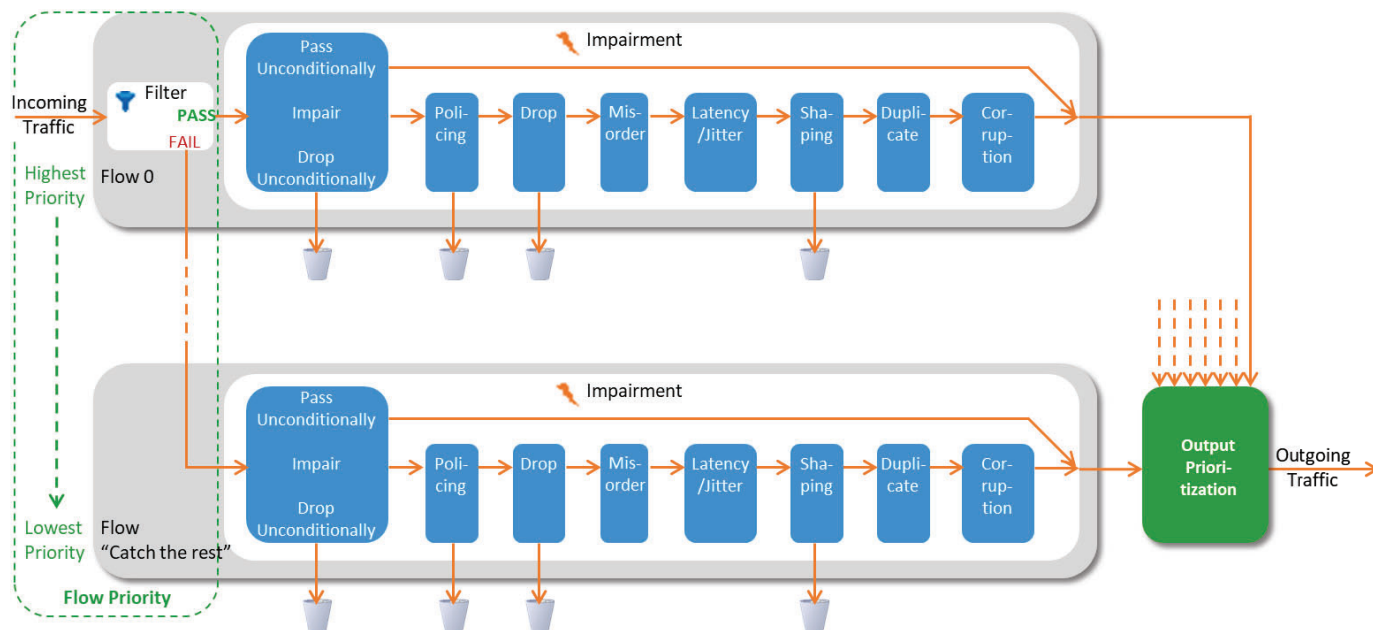 Incoming
Traffic
Filter
PASS
FAIL
Highest
Priority
Flow 0
Pass
Unconditionally
Impair
Drop
Unconditionally
Impairment
Poli-
cing
Drop
Mis-
order
Latency
/Jitter
Sha-
ping
Dupli-
cate
Cor-
rup-
tion
Lowest
Priority
Flow
“Catch the rest”
Flow Priority
Pass
Unconditionally
Impair
Drop
Unconditionally
Impairment
Poli-
cing
Drop
Mis-
order
Latency
/Jitter
Sha-
ping
Dupli-
cate
Cor-
rup-
tion
Output
Priori-
tization
Outgoing
Traffic